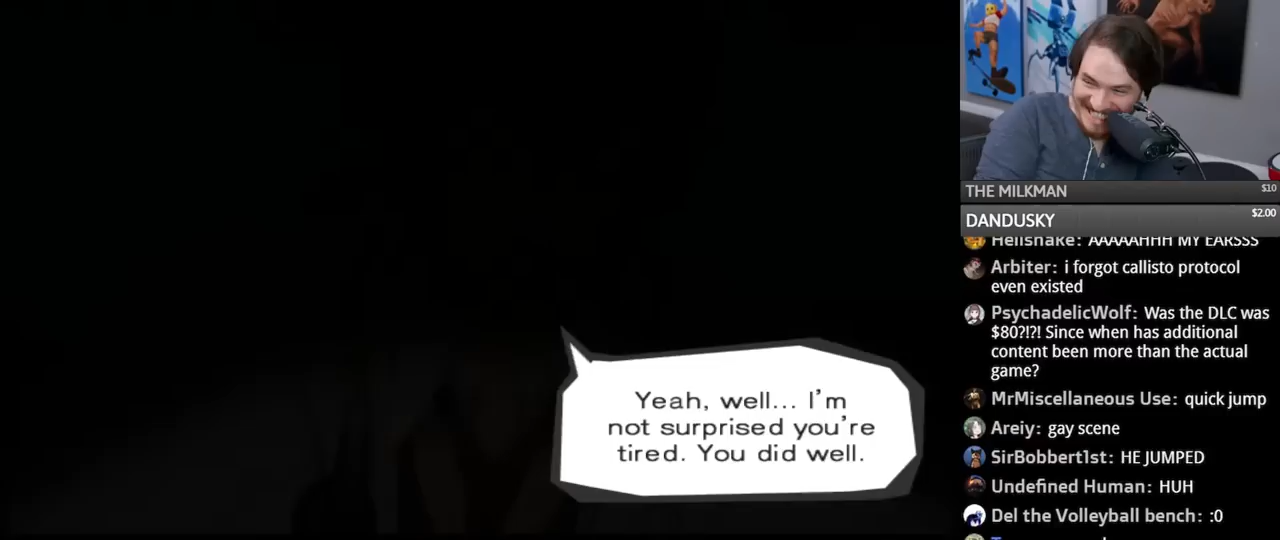 Yeah, well... I'm
not surprised you're
tired. You did well.
THE MILKMAN
$10
DANDUSKY
$2.00
Hellsnake: AAAAAHHH MY EARSSS
Arbiter: i forgot callisto protocol
even existed
PsychadelicWolf: Was the DLC was
$80?!?! Since when has additional
content been more than the actual
game?
MrMiscellaneous Use: quick jump
Areiy: gay scene
SirBobbert1st: HE JUMPED
Undefined Human: HUH
Del the Volleyball bench: :0